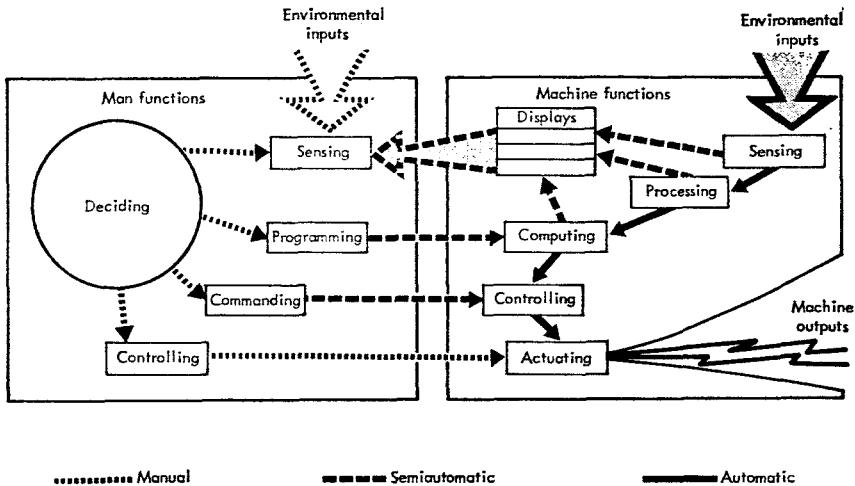 Environmental
inputs
Environmental
inputs
Man functions
Machine functions
Displays
Sensing
Sensing
Processing
Deciding
Programming
Computing
Commanding
Controlling
Machine
outputs
Controlling
Actuating
Manual
Semiautomatic
Automatic